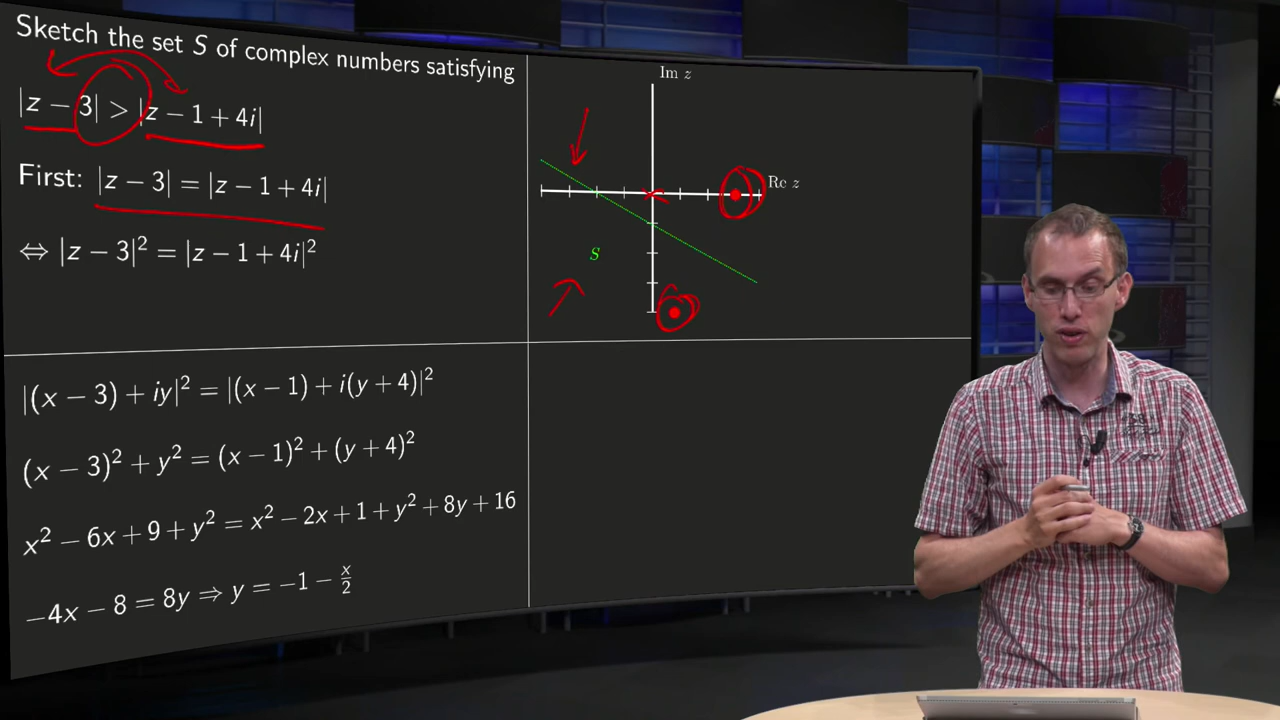 Sketch the set S of complex numbers satisfying
|z − 3| > |z − 1 + 4i|
First: |z − 3| = |z − 1 + 4i|
⇔ |z − 3|² = |z − 1 + 4i|²
|(x − 3) + iy|² = |(x − 1) + i(y + 4)|²
(x − 3)² + y² = (x − 1)² + (y + 4)²
x² − 6x + 9 + y² = x² − 2x + 1 + y² + 8y + 16
−4x − 8 = 8y ⇒ y = −1 − x/2
Im z
Re z
S